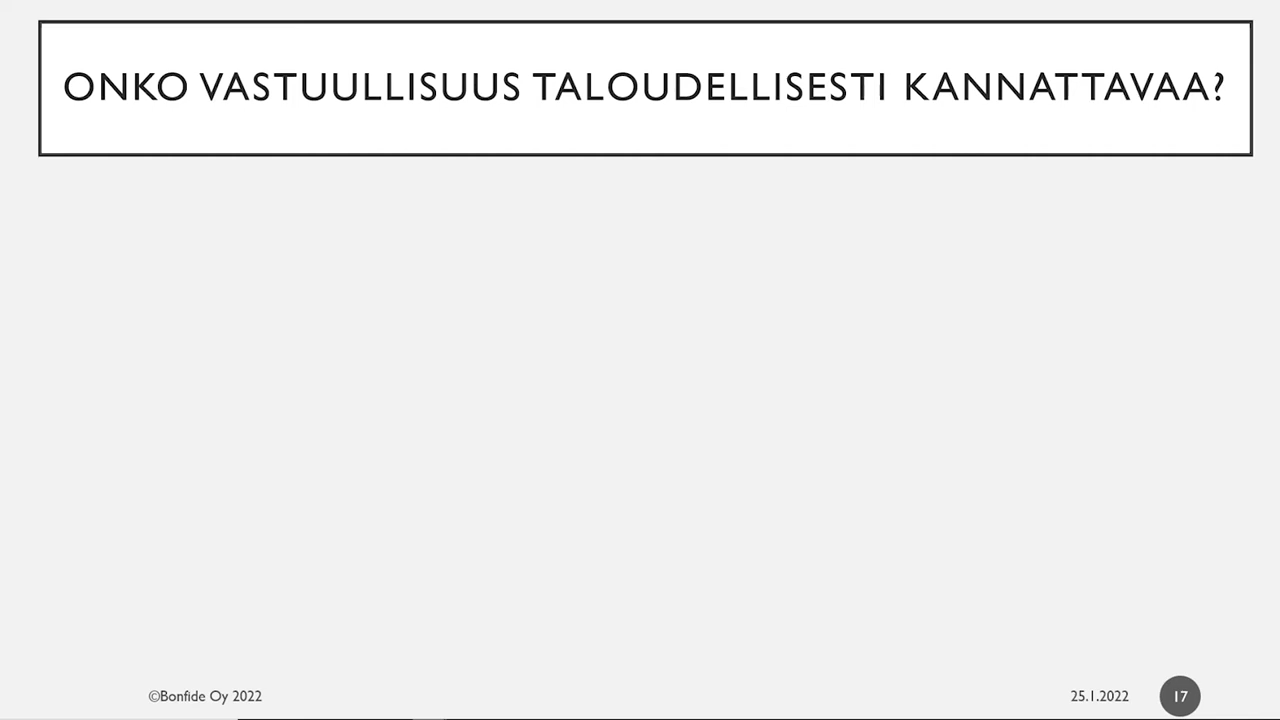 ONKO VASTUULLISUUS TALOUDELLISESTI KANNATTAVAA?
©Bonfide Oy 2022
25.1.2022
17